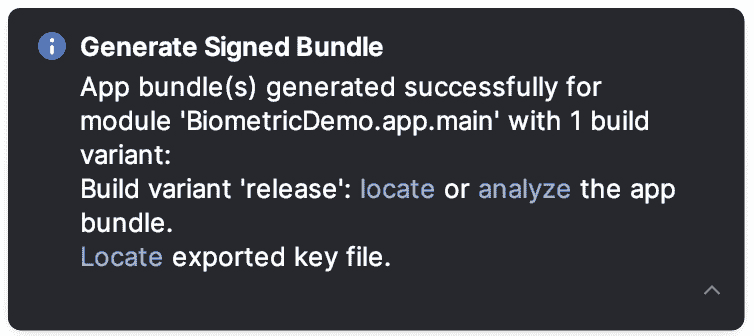 Generate Signed Bundle
App bundle(s) generated successfully for
module 'BiometricDemo.app.main' with 1 build
variant:
Build variant 'release': locate or analyze the app
bundle.
Locate exported key file.